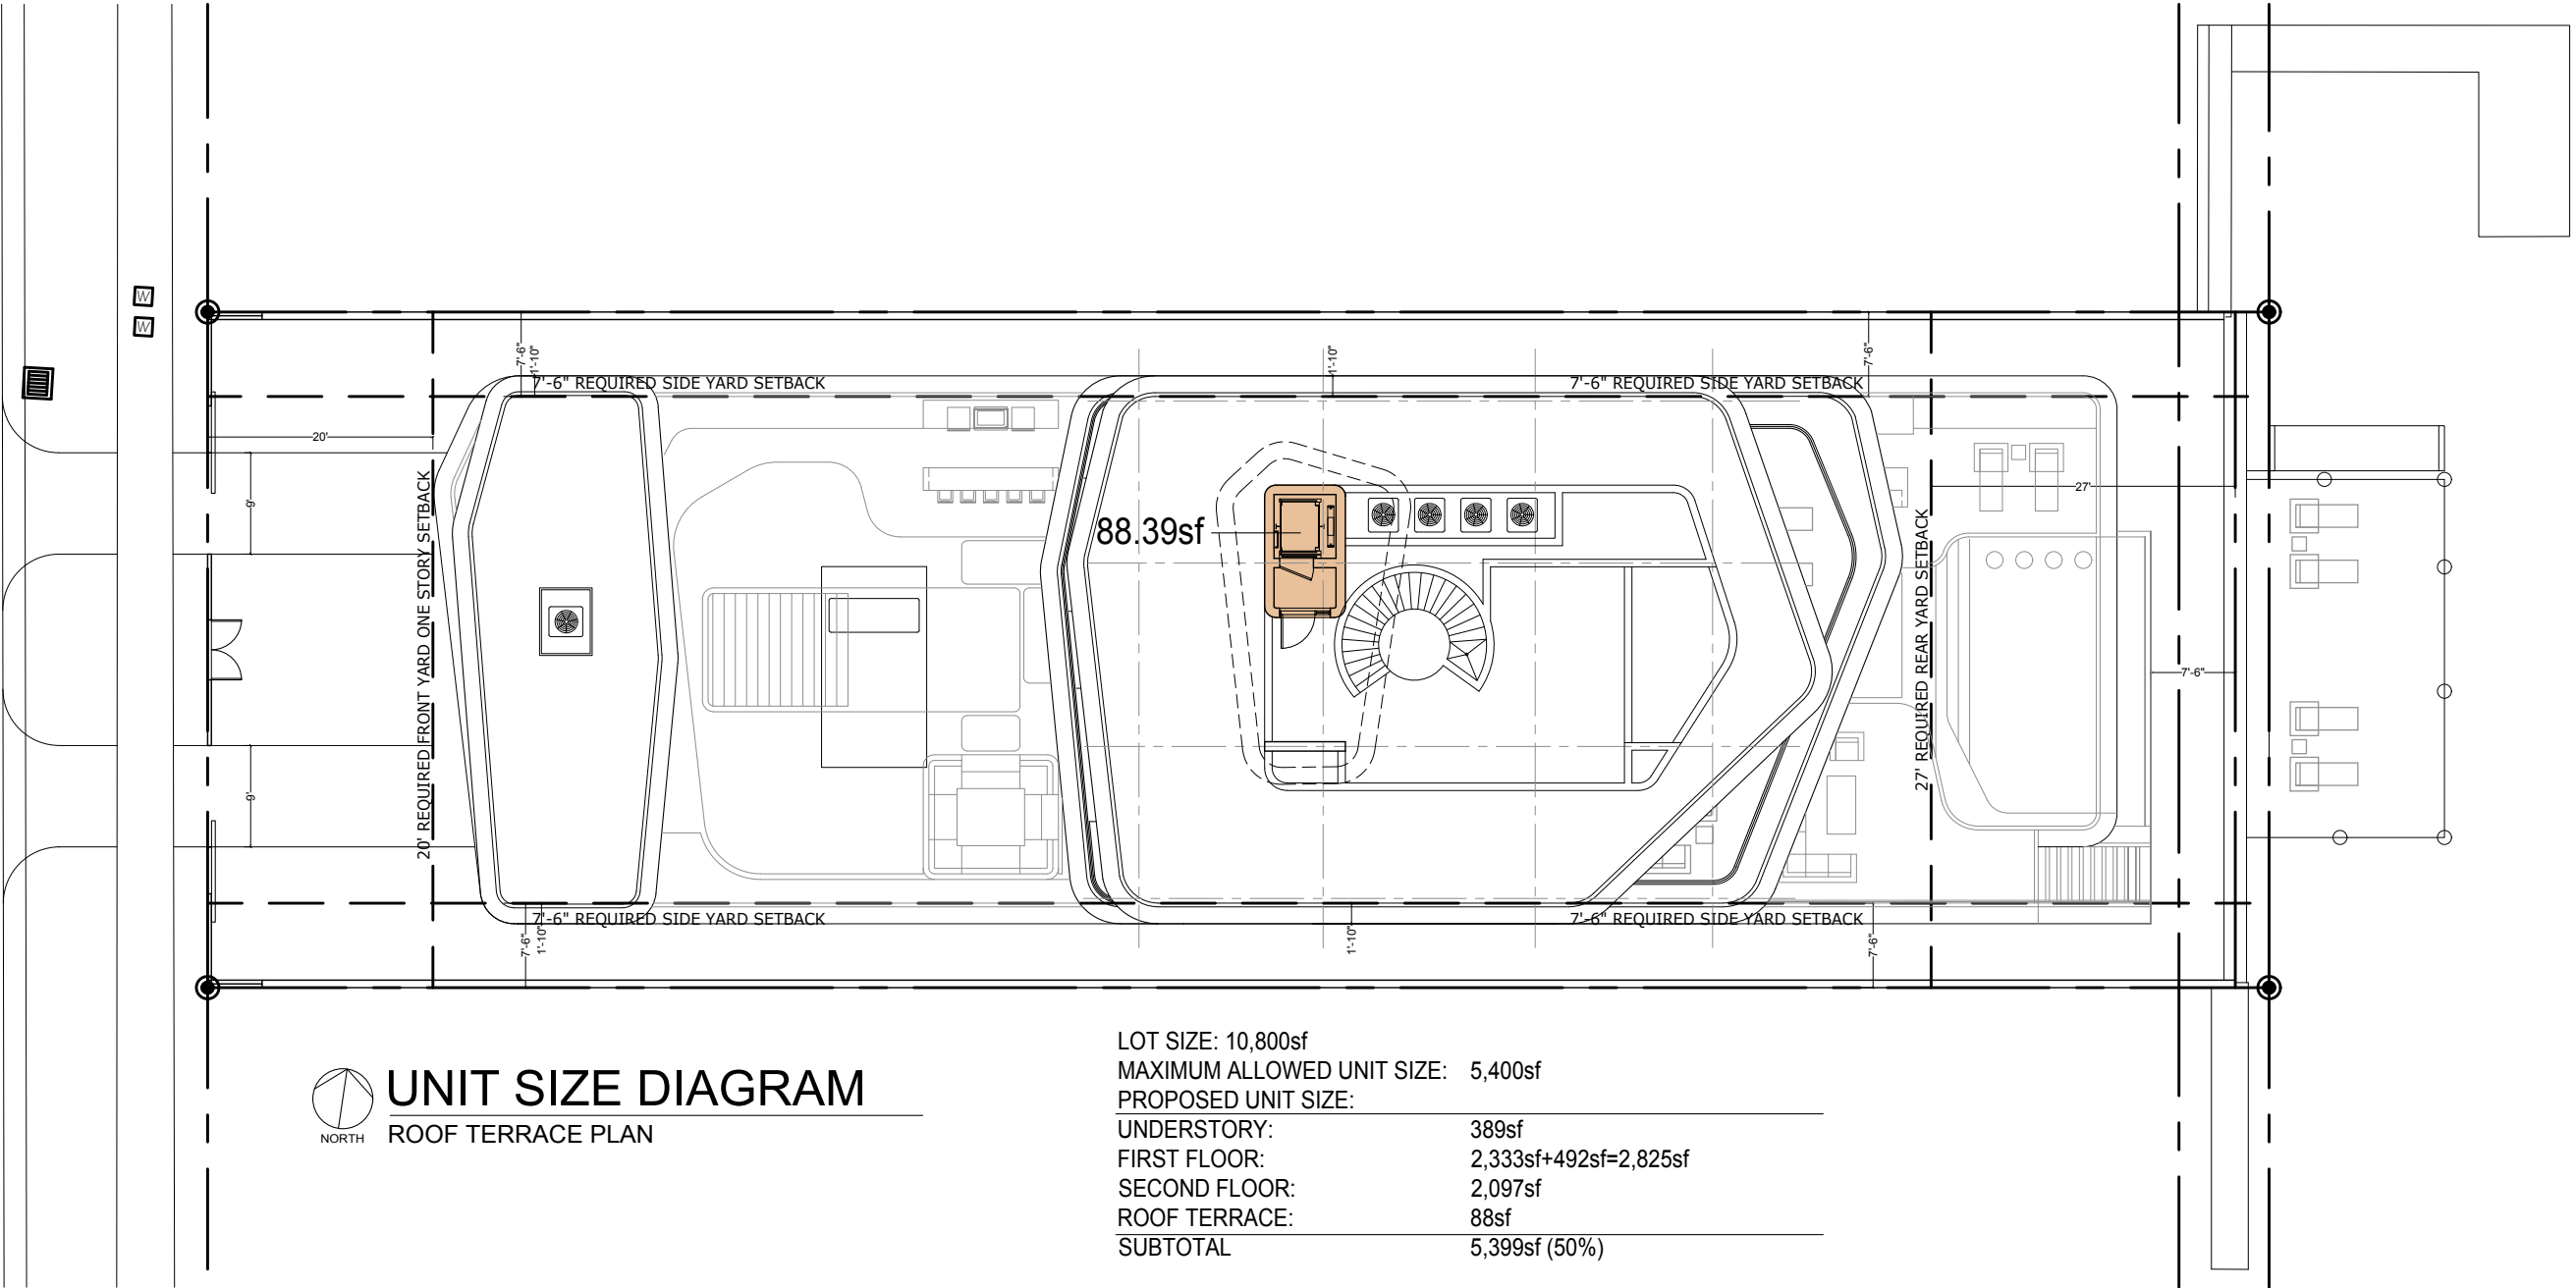 W
W
7'-6"
1'-10"
1'-10"
7'-6"
7'-6" REQUIRED SIDE YARD SETBACK
7'-6" REQUIRED SIDE YARD SETBACK
20'
9'
27'
88.39sf
20' REQUIRED FRONT YARD ONE STORY SETBACK
27' REQUIRED REAR YARD SETBACK
7'-6"
9'
7'-6" REQUIRED SIDE YARD SETBACK
7'-6" REQUIRED SIDE YARD SETBACK
7'-6"
1'-10"
1'-10"
7'-6"
UNIT SIZE DIAGRAM
NORTH
ROOF TERRACE PLAN
LOT SIZE: 10,800sf
MAXIMUM ALLOWED UNIT SIZE: 5,400sf
PROPOSED UNIT SIZE:
UNDERSTORY: 389sf
FIRST FLOOR: 2,333sf+492sf=2,825sf
SECOND FLOOR: 2,097sf
ROOF TERRACE: 88sf
SUBTOTAL 5,399sf (50%)